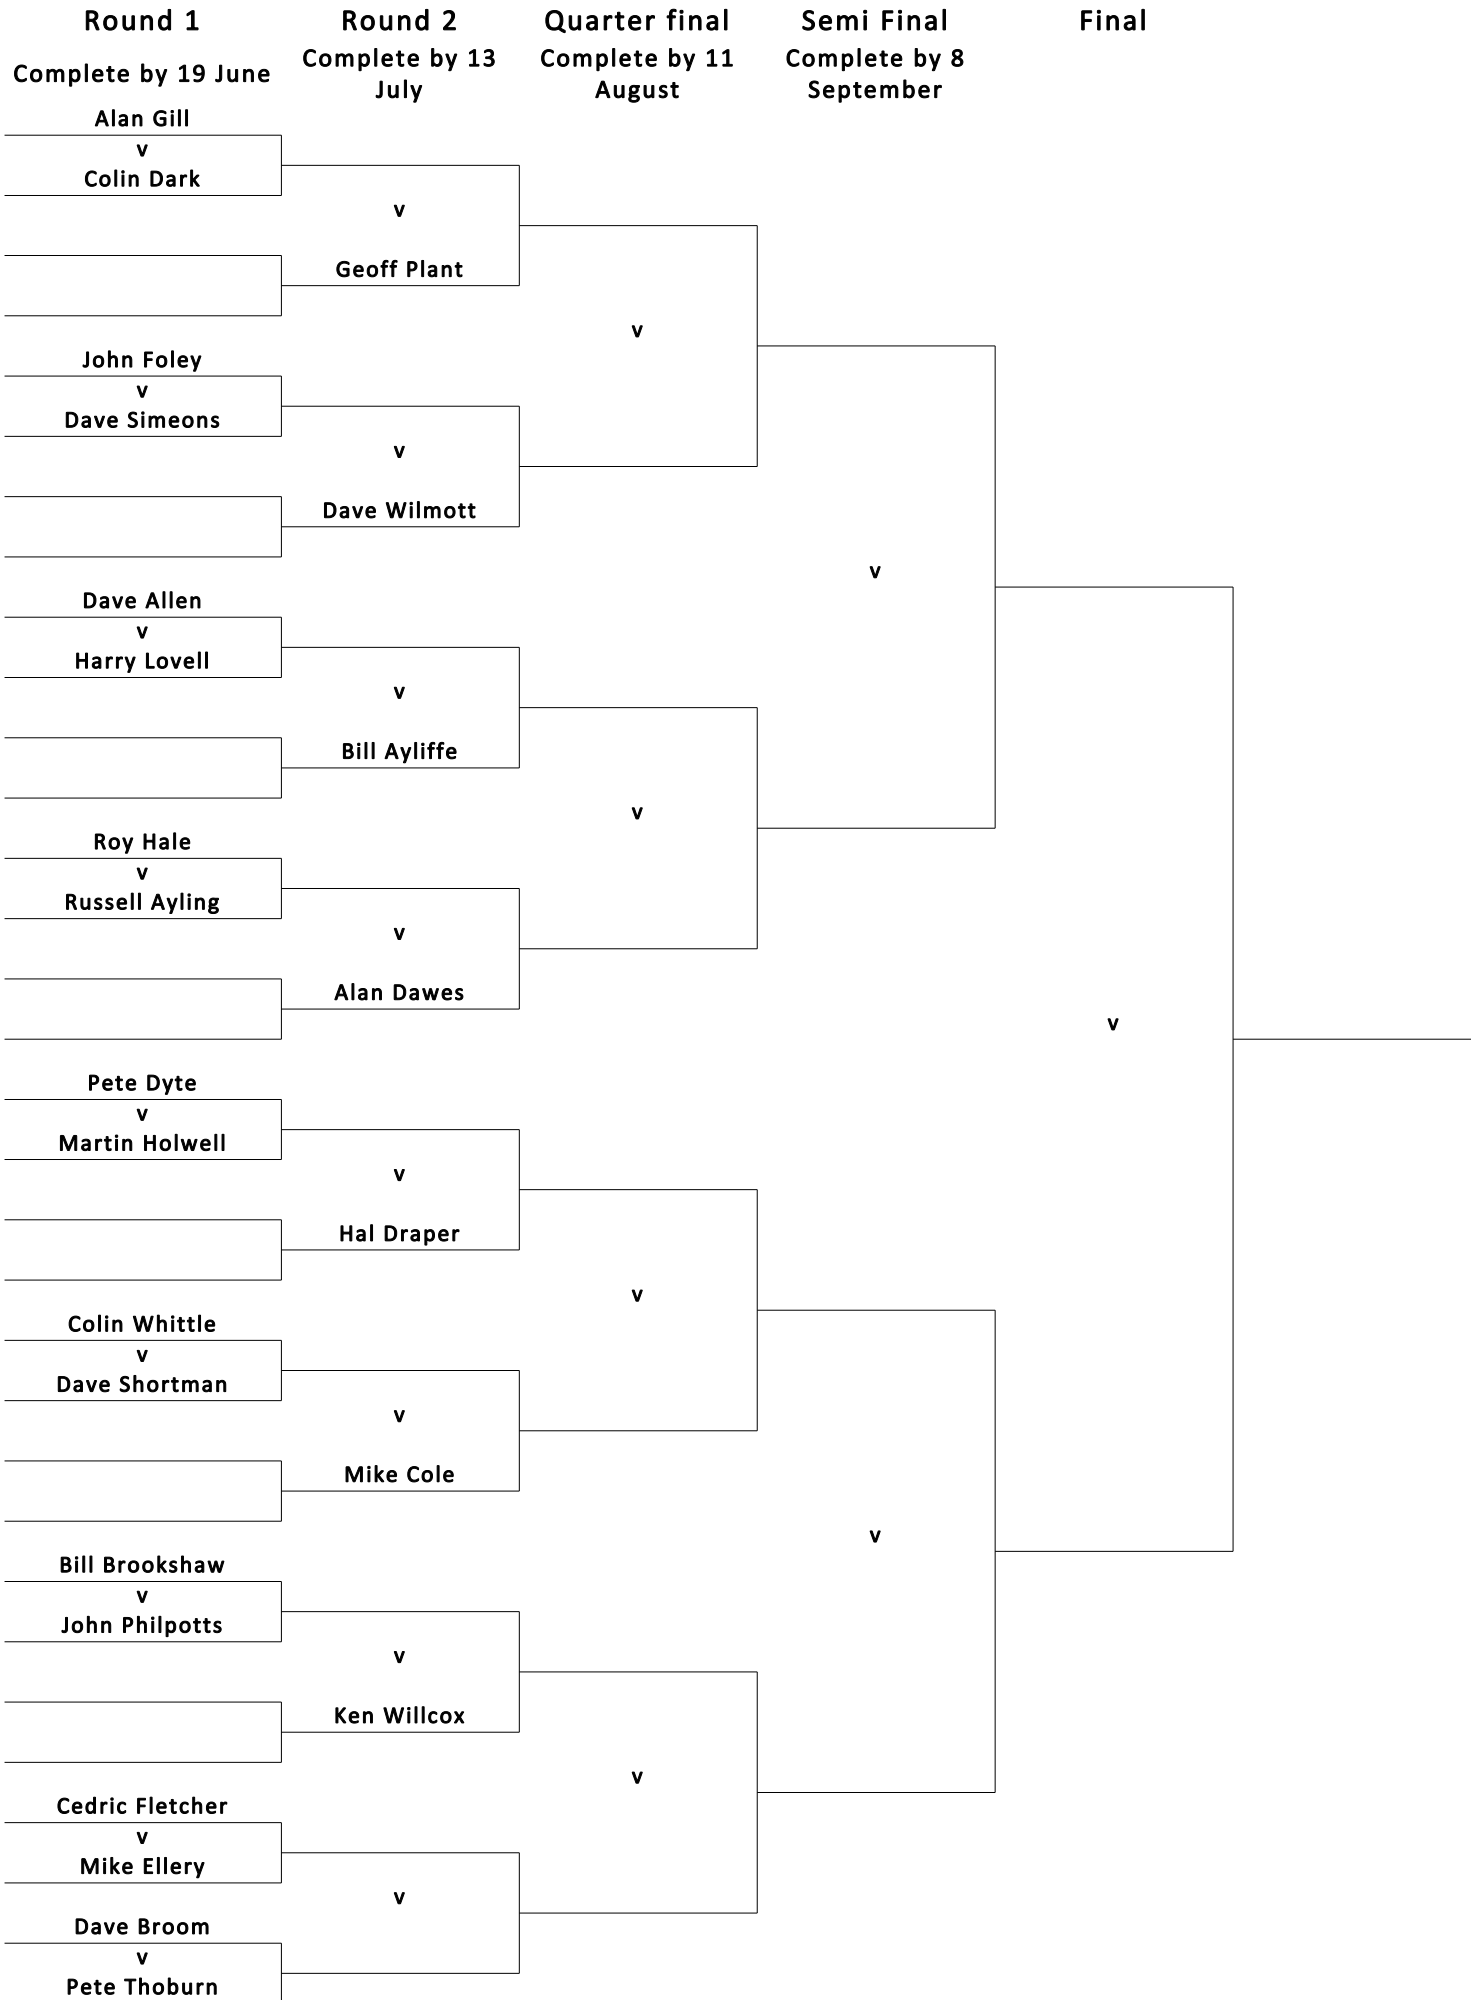 Round 1
Round 2
Quarter final
Semi Final
Final
Complete by 19 June
Complete by 13
July
Complete by 11
August
Complete by 8
September
Alan Gill
v
Colin Dark
v
Geoff Plant
v
John Foley
v
Dave Simeons
v
Dave Wilmott
v
Dave Allen
v
Harry Lovell
v
Bill Ayliffe
v
Roy Hale
v
Russell Ayling
v
Alan Dawes
v
Pete Dyte
v
Martin Holwell
v
Hal Draper
v
Colin Whittle
v
Dave Shortman
v
Mike Cole
v
Bill Brookshaw
v
John Philpotts
v
Ken Willcox
v
Cedric Fletcher
v
Mike Ellery
v
Dave Broom
v
Pete Thoburn